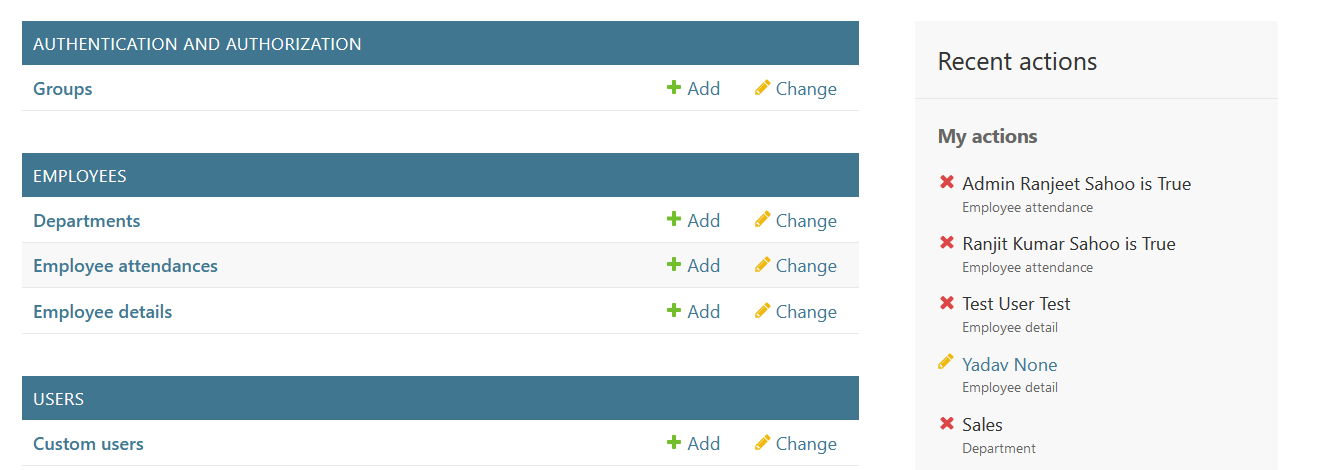 AUTHENTICATION AND AUTHORIZATION
Groups Add Change
EMPLOYEES
Departments Add Change
Employee attendances Add Change
Employee details Add Change
USERS
Custom users Add Change
Recent actions
My actions
Admin Ranjeet Sahoo is True
Employee attendance
Ranjit Kumar Sahoo is True
Employee attendance
Test User Test
Employee detail
Yadav None
Employee detail
Sales
Department